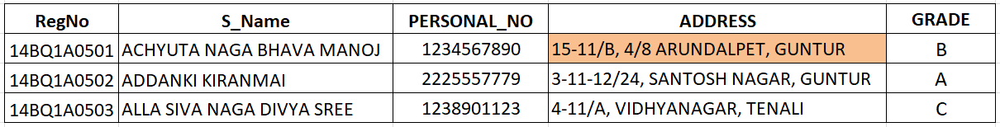 RegNo S_Name PERSONAL_NO ADDRESS GRADE
14BQ1A0501 ACHYUTA NAGA BHAVA MANOJ 1234567890 15-11/B, 4/8 ARUNDALPET, GUNTUR B
14BQ1A0502 ADDANKI KIRANMAI 2225557779 3-11-12/24, SANTOSH NAGAR, GUNTUR A
14BQ1A0503 ALLA SIVA NAGA DIVYA SREE 1238901123 4-11/A, VIDHYANAGAR, TENALI C